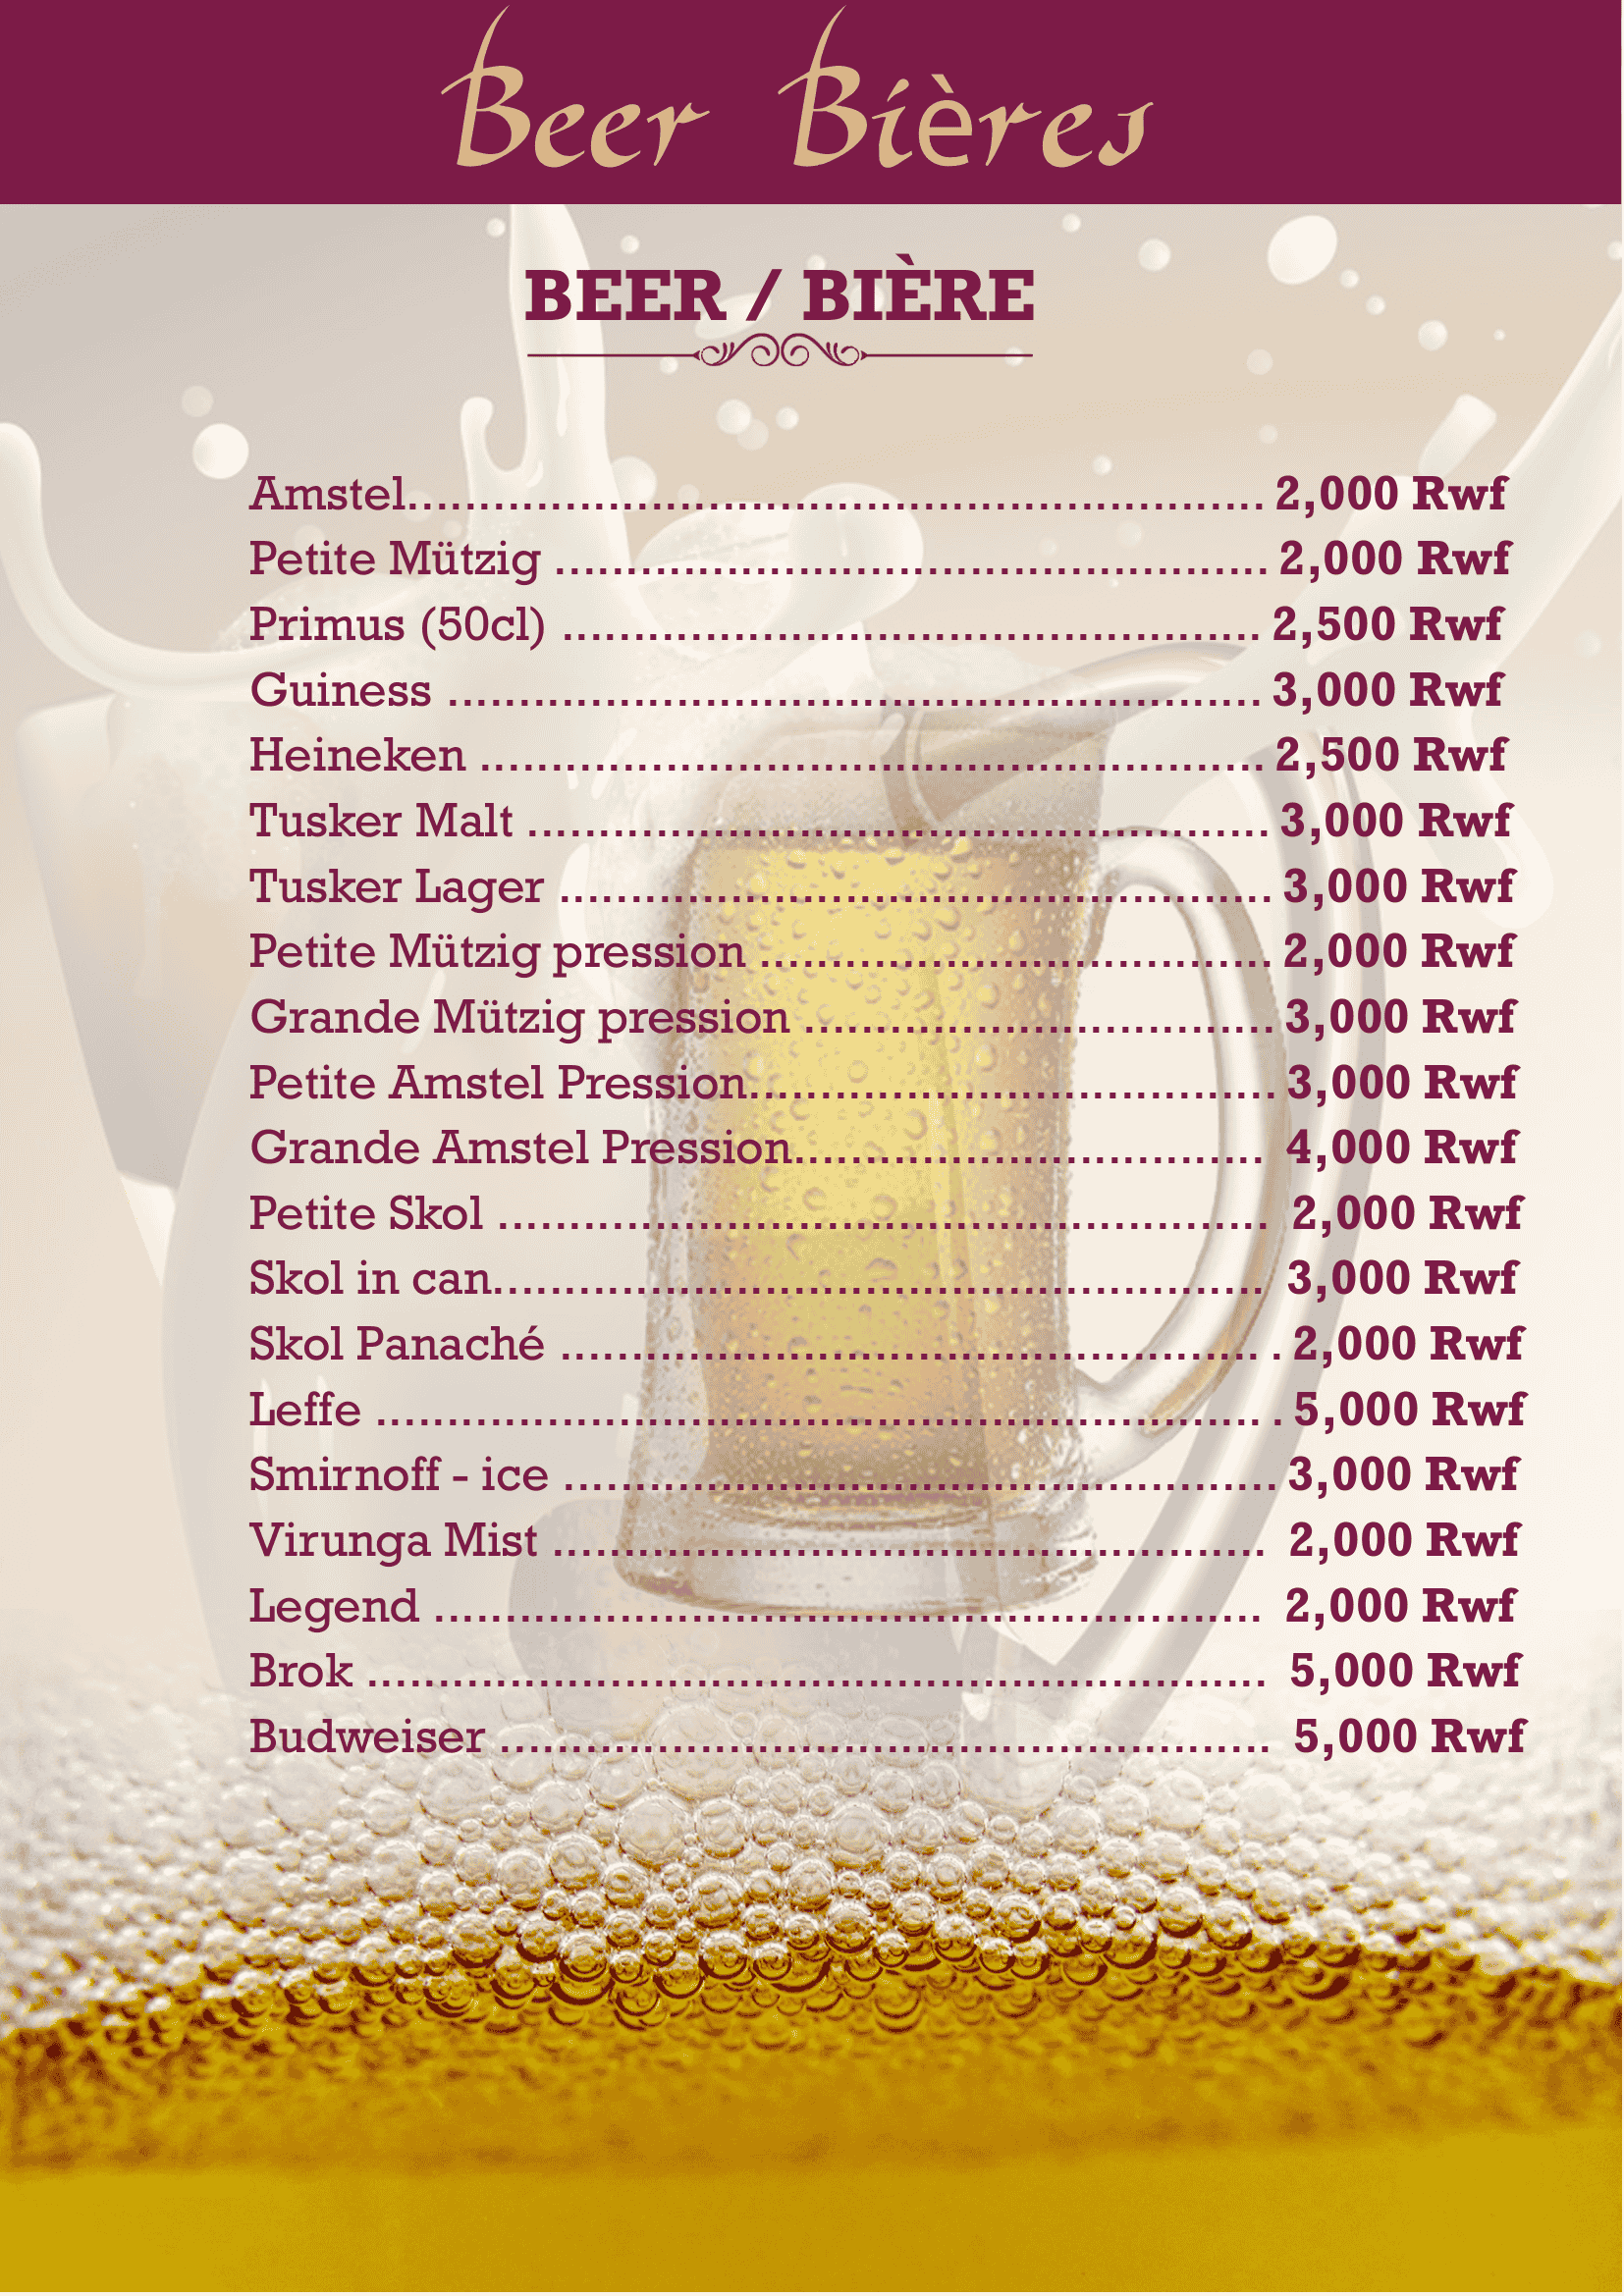 Beer Bières
BEER / BIÈRE
Amstel............................................................ 2,000 Rwf
Petite Mützig .................................................. 2,000 Rwf
Primus (50cl) ................................................. 2,500 Rwf
Guiness ......................................................... 3,000 Rwf
Heineken ....................................................... 2,500 Rwf
Tusker Malt .................................................... 3,000 Rwf
Tusker Lager .................................................. 3,000 Rwf
Petite Mützig pression .................................... 2,000 Rwf
Grande Mützig pression ................................. 3,000 Rwf
Petite Amstel Pression..................................... 3,000 Rwf
Grande Amstel Pression................................. 4,000 Rwf
Petite Skol ...................................................... 2,000 Rwf
Skol in can...................................................... 3,000 Rwf
Skol Panaché ................................................. . 2,000 Rwf
Leffe .............................................................. . 5,000 Rwf
Smirnoff - ice .................................................. 3,000 Rwf
Virunga Mist .................................................. 2,000 Rwf
Legend .......................................................... 2,000 Rwf
Brok ............................................................... 5,000 Rwf
Budweiser ...................................................... 5,000 Rwf